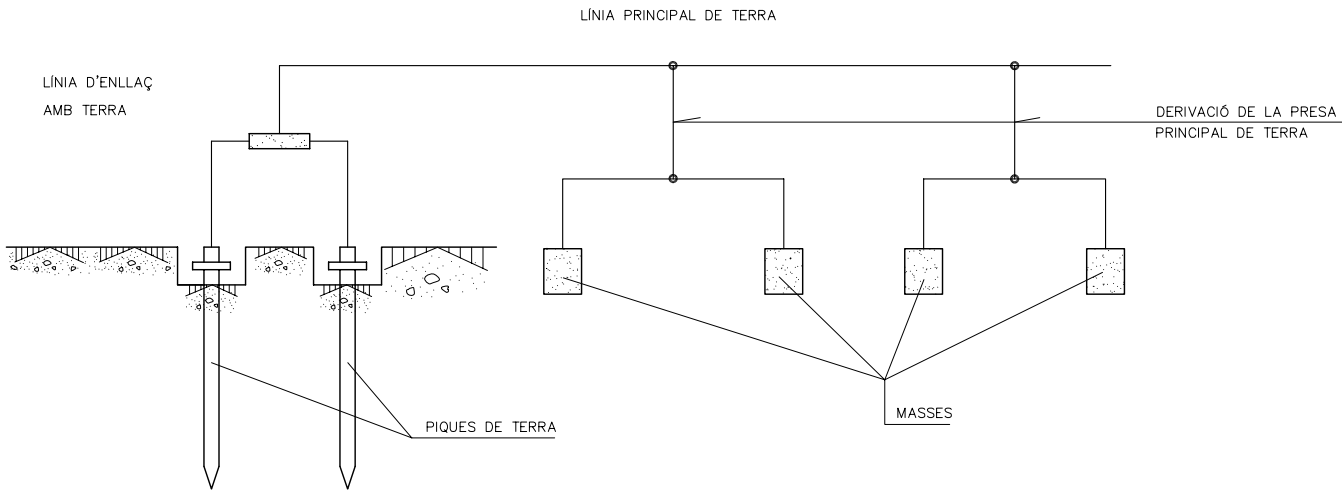 LÍNIA PRINCIPAL DE TERRA
LÍNIA D'ENLLAÇ
AMB TERRA
DERIVACIÓ DE LA PRESA
PRINCIPAL DE TERRA
MASSES
PIQUES DE TERRA